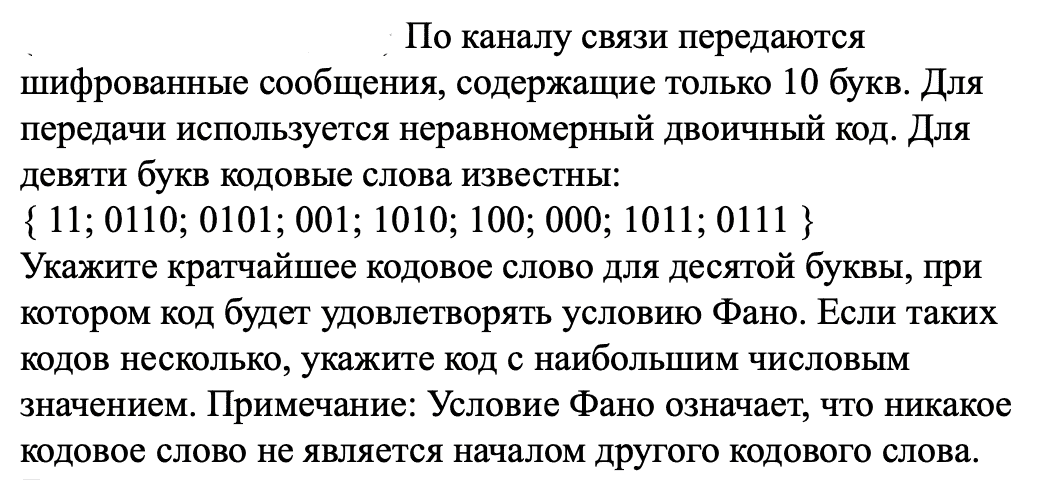 По каналу связи передаются
шифрованные сообщения, содержащие только 10 букв. Для
передачи используется неравномерный двоичный код. Для
девяти букв кодовые слова известны:
{ 11; 0110; 0101; 001; 1010; 100; 000; 1011; 0111 }
Укажите кратчайшее кодовое слово для десятой буквы, при
котором код будет удовлетворять условию Фано. Если таких
кодов несколько, укажите код с наибольшим числовым
значением. Примечание: Условие Фано означает, что никакое
кодовое слово не является началом другого кодового слова.